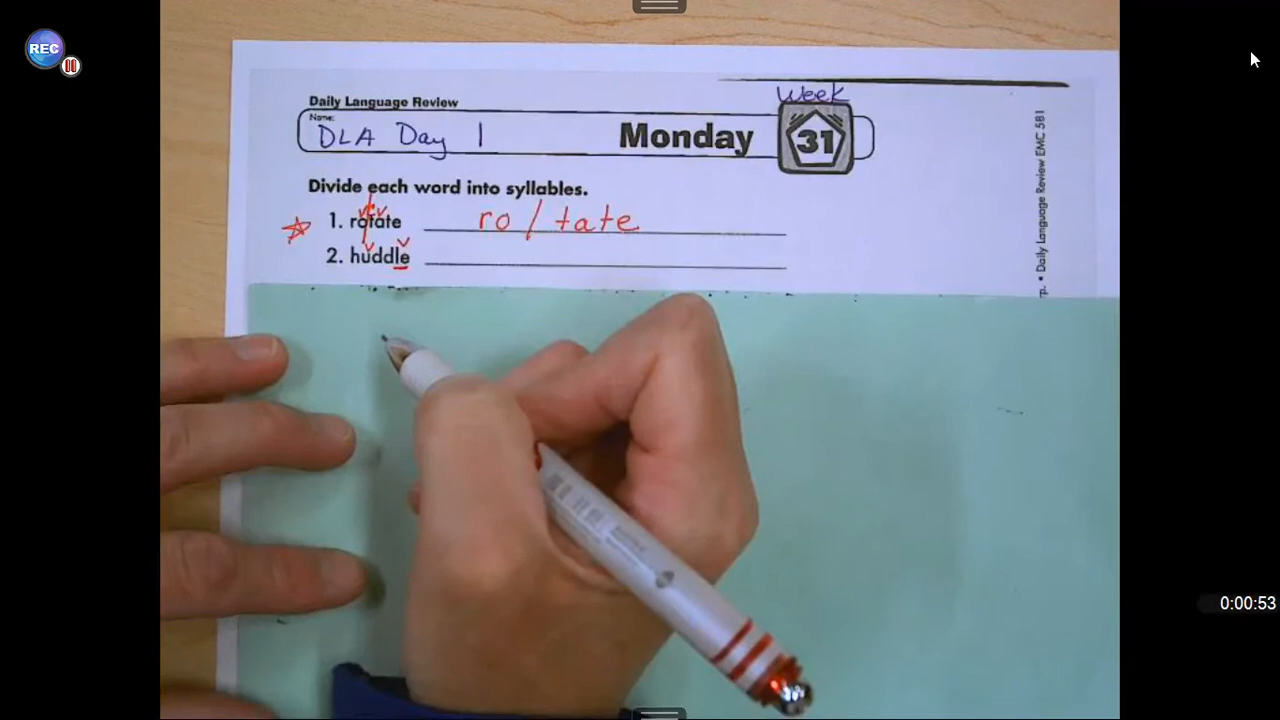 REC
Week
Daily Language Review
Name:
DLA Day 1 Monday 31
Divide each word into syllables.
1. rotate ro / tate
2. huddle
rp. • Daily Language Review EMC 581
0:00:53